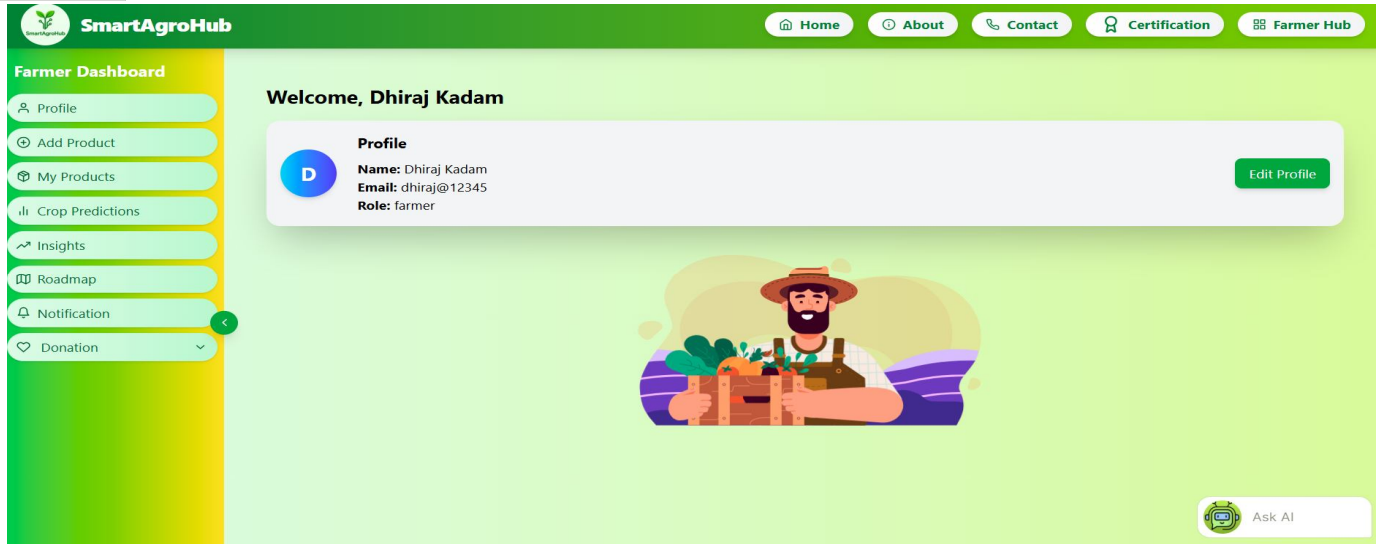 SmartAgroHub
SmartAgroHub
Home
About
Contact
Certification
Farmer Hub
Farmer Dashboard
Profile
Add Product
My Products
Crop Predictions
Insights
Roadmap
Notification
Donation
Welcome, Dhiraj Kadam
D
Profile
Name: Dhiraj Kadam
Email: dhiraj@12345
Role: farmer
Edit Profile
Ask AI